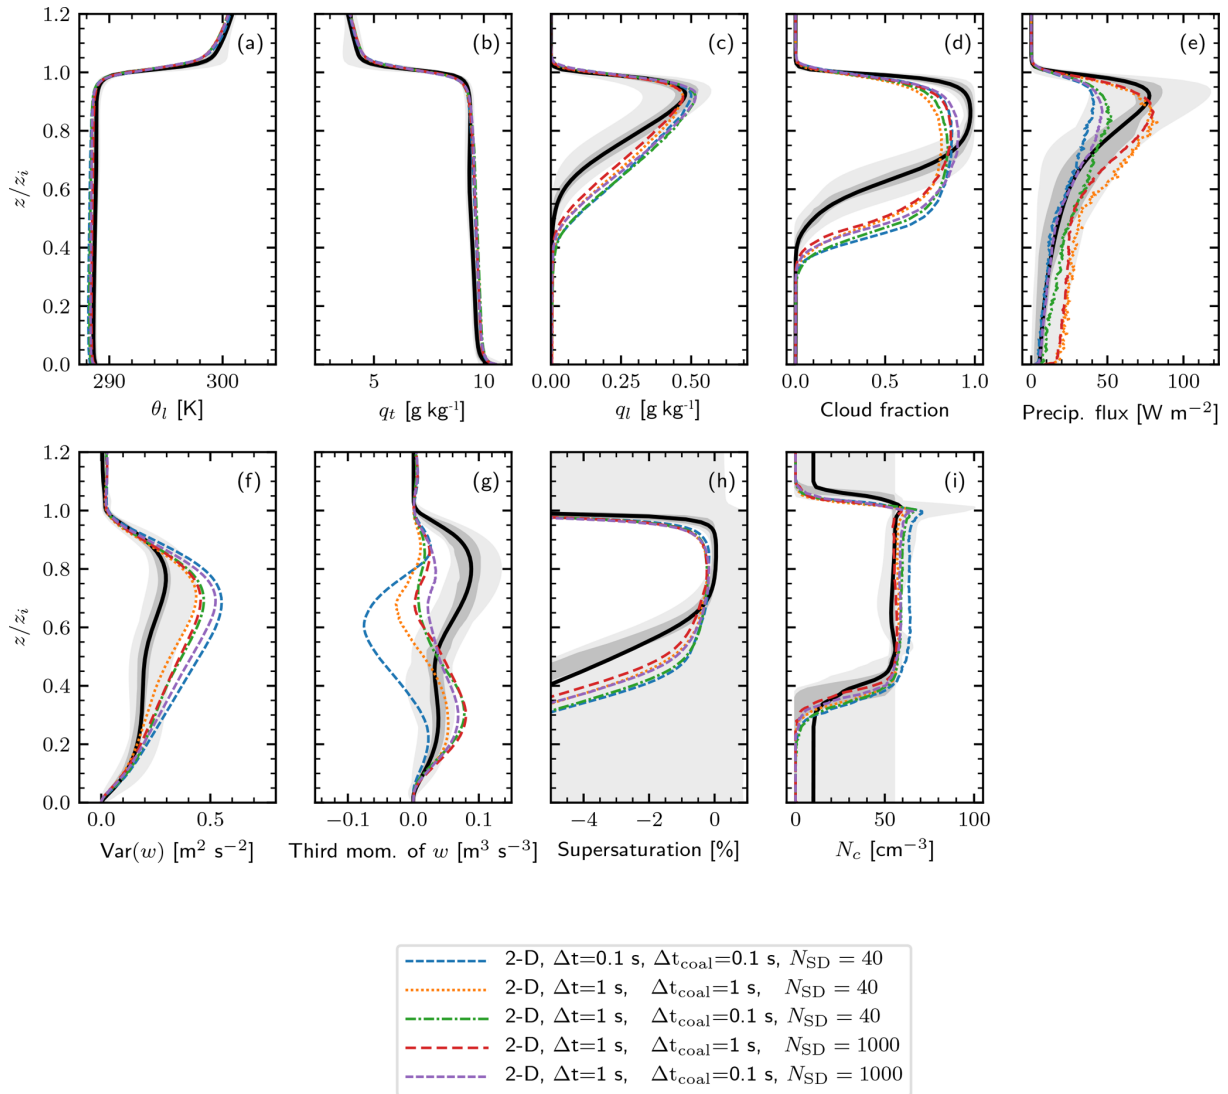 1.2
1.0
0.8
0.6
0.4
0.2
0.0
z/z_i
(a)
(b)
(c)
(d)
(e)
290 300
5 10
0.00 0.25 0.50
0.0 0.5 1.0
0 50 100
θ_l [K]
q_t [g kg⁻¹]
q_l [g kg⁻¹]
Cloud fraction
Precip. flux [W m⁻²]
1.2
1.0
0.8
0.6
0.4
0.2
0.0
z/z_i
(f)
(g)
(h)
(i)
0.0 0.5
−0.1 0.0 0.1
−4 −2 0
0 50 100
Var(w) [m² s⁻²]
Third mom. of w [m³ s⁻³]
Supersaturation [%]
N_c [cm⁻³]
2-D, Δt=0.1 s, Δt_coal=0.1 s, N_SD = 40
2-D, Δt=1 s, Δt_coal=1 s, N_SD = 40
2-D, Δt=1 s, Δt_coal=0.1 s, N_SD = 40
2-D, Δt=1 s, Δt_coal=1 s, N_SD = 1000
2-D, Δt=1 s, Δt_coal=0.1 s, N_SD = 1000